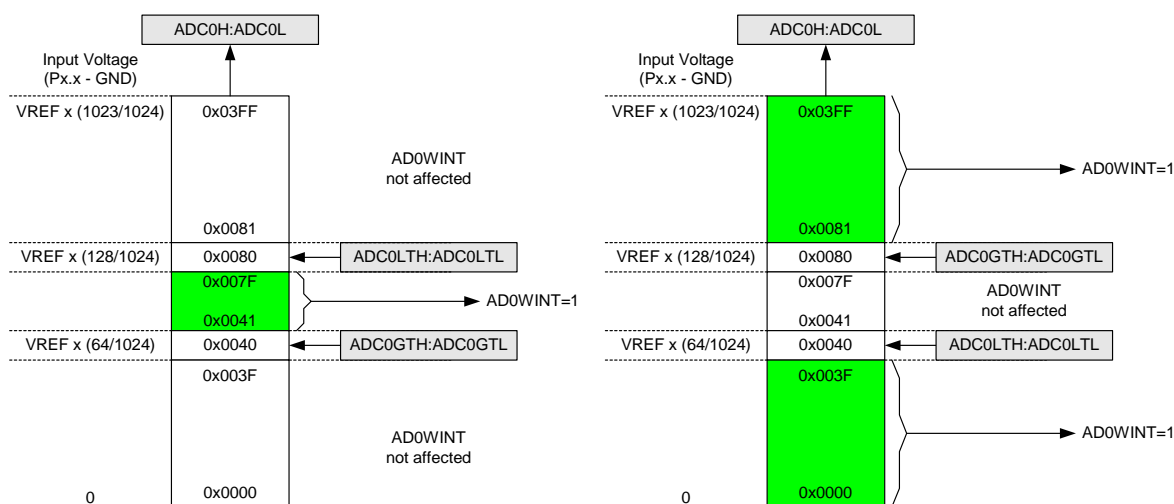 ADC0H:ADC0L
Input Voltage
(Px.x - GND)
VREF x (1023/1024)
0x03FF
AD0WINT
not affected
0x0081
VREF x (128/1024)
0x0080
ADC0LTH:ADC0LTL
0x007F
AD0WINT=1
0x0041
VREF x (64/1024)
0x0040
ADC0GTH:ADC0GTL
0x003F
AD0WINT
not affected
0
0x0000
ADC0H:ADC0L
Input Voltage
(Px.x - GND)
VREF x (1023/1024)
0x03FF
AD0WINT=1
0x0081
VREF x (128/1024)
0x0080
ADC0GTH:ADC0GTL
0x007F
AD0WINT
not affected
0x0041
VREF x (64/1024)
0x0040
ADC0LTH:ADC0LTL
0x003F
AD0WINT=1
0
0x0000